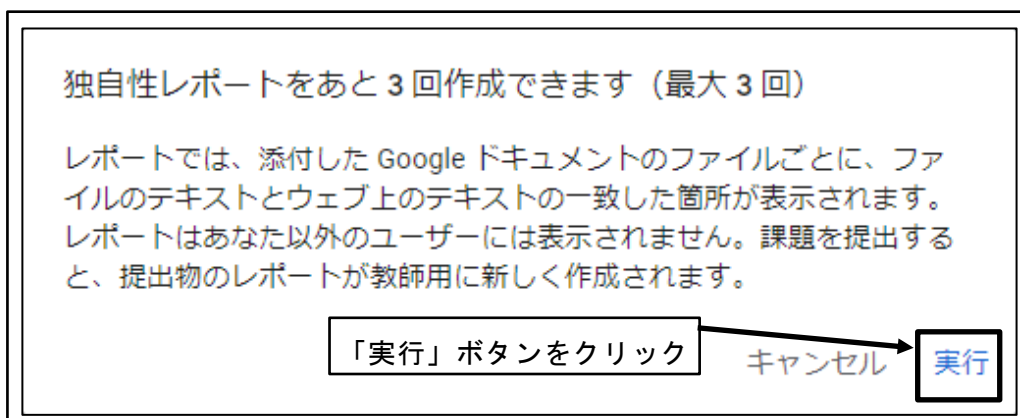 独自性レポートをあと 3 回作成できます（最大 3 回）
レポートでは、添付した Google ドキュメントのファイルごとに、ファ
イルのテキストとウェブ上のテキストの一致した箇所が表示されます。
レポートはあなた以外のユーザーには表示されません。課題を提出する
と、提出物のレポートが教師用に新しく作成されます。
「実行」ボタンをクリック
キャンセル 実行